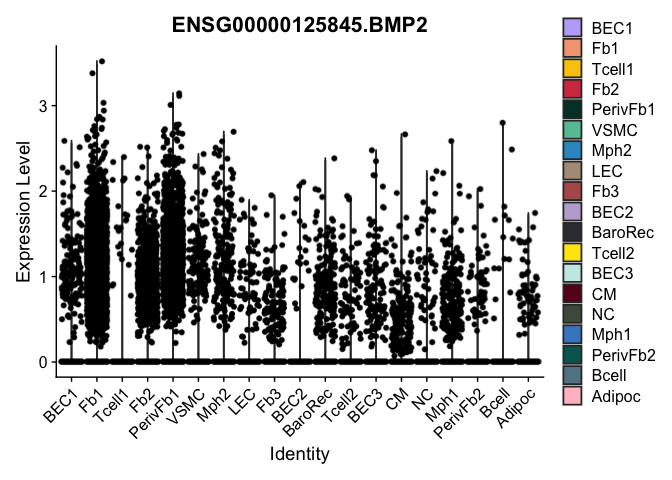 ENSG00000125845.BMP2
Expression Level
3
2
1
0
BEC1
Fb1
Tcell1
Fb2
PerivFb1
VSMC
Mph2
LEC
Fb3
BEC2
BaroRec
Tcell2
BEC3
CM
NC
Mph1
PerivFb2
Bcell
Adipoc
Identity
BEC1
Fb1
Tcell1
Fb2
PerivFb1
VSMC
Mph2
LEC
Fb3
BEC2
BaroRec
Tcell2
BEC3
CM
NC
Mph1
PerivFb2
Bcell
Adipoc